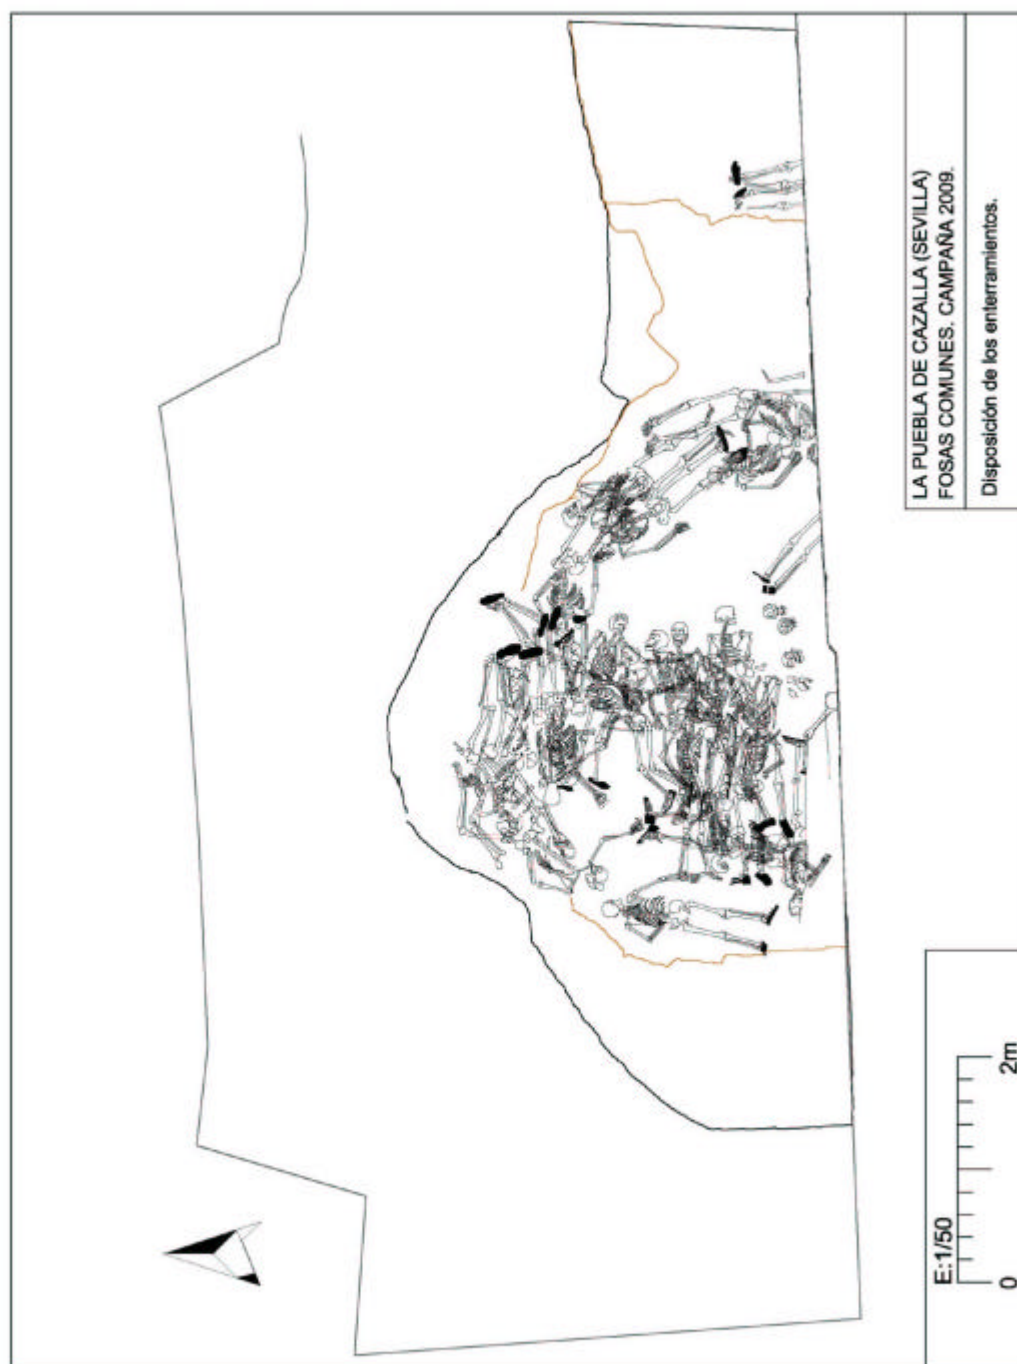 LA PUEBLA DE CAZALLA (SEVILLA)
FOSAS COMUNES. CAMPAÑA 2009.
Disposición de los enterramientos.
E:1/50
0 2m